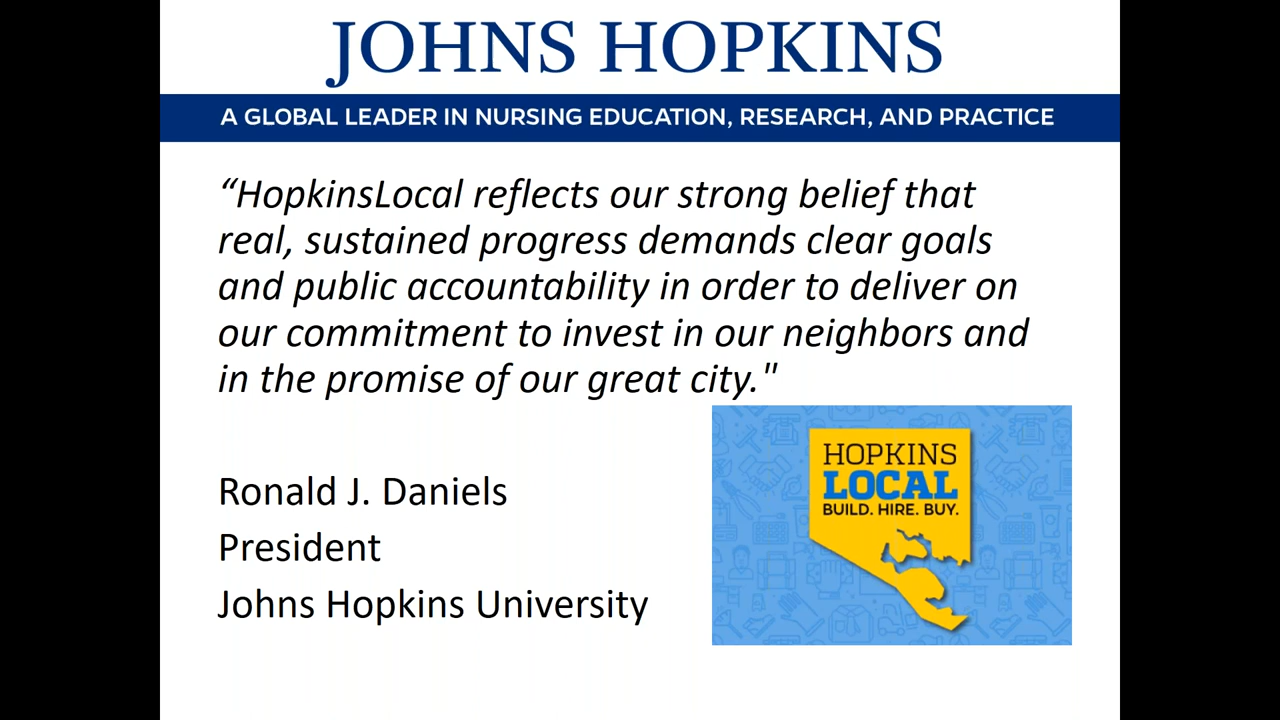 JOHNS HOPKINS
A GLOBAL LEADER IN NURSING EDUCATION, RESEARCH, AND PRACTICE
“HopkinsLocal reflects our strong belief that
real, sustained progress demands clear goals
and public accountability in order to deliver on
our commitment to invest in our neighbors and
in the promise of our great city."
Ronald J. Daniels
President
Johns Hopkins University
HOPKINS
LOCAL
BUILD. HIRE. BUY.